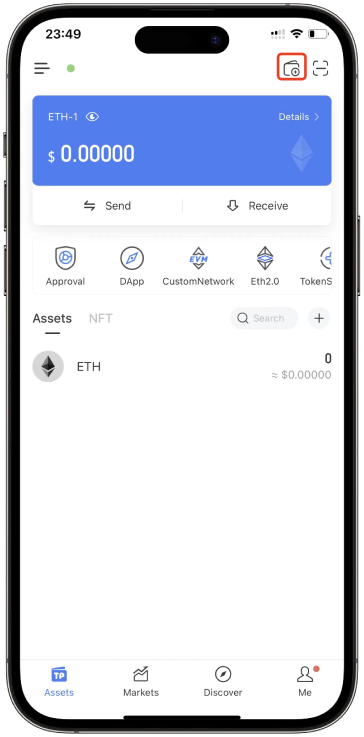 23:49
ETH-1
Details >
$ 0.00000
Send
Receive
EVM
Approval
DApp
CustomNetwork
Eth2.0
TokenS
Assets
NFT
Search
+
ETH
0
≈ $0.00000
TP
Assets
Markets
Discover
Me